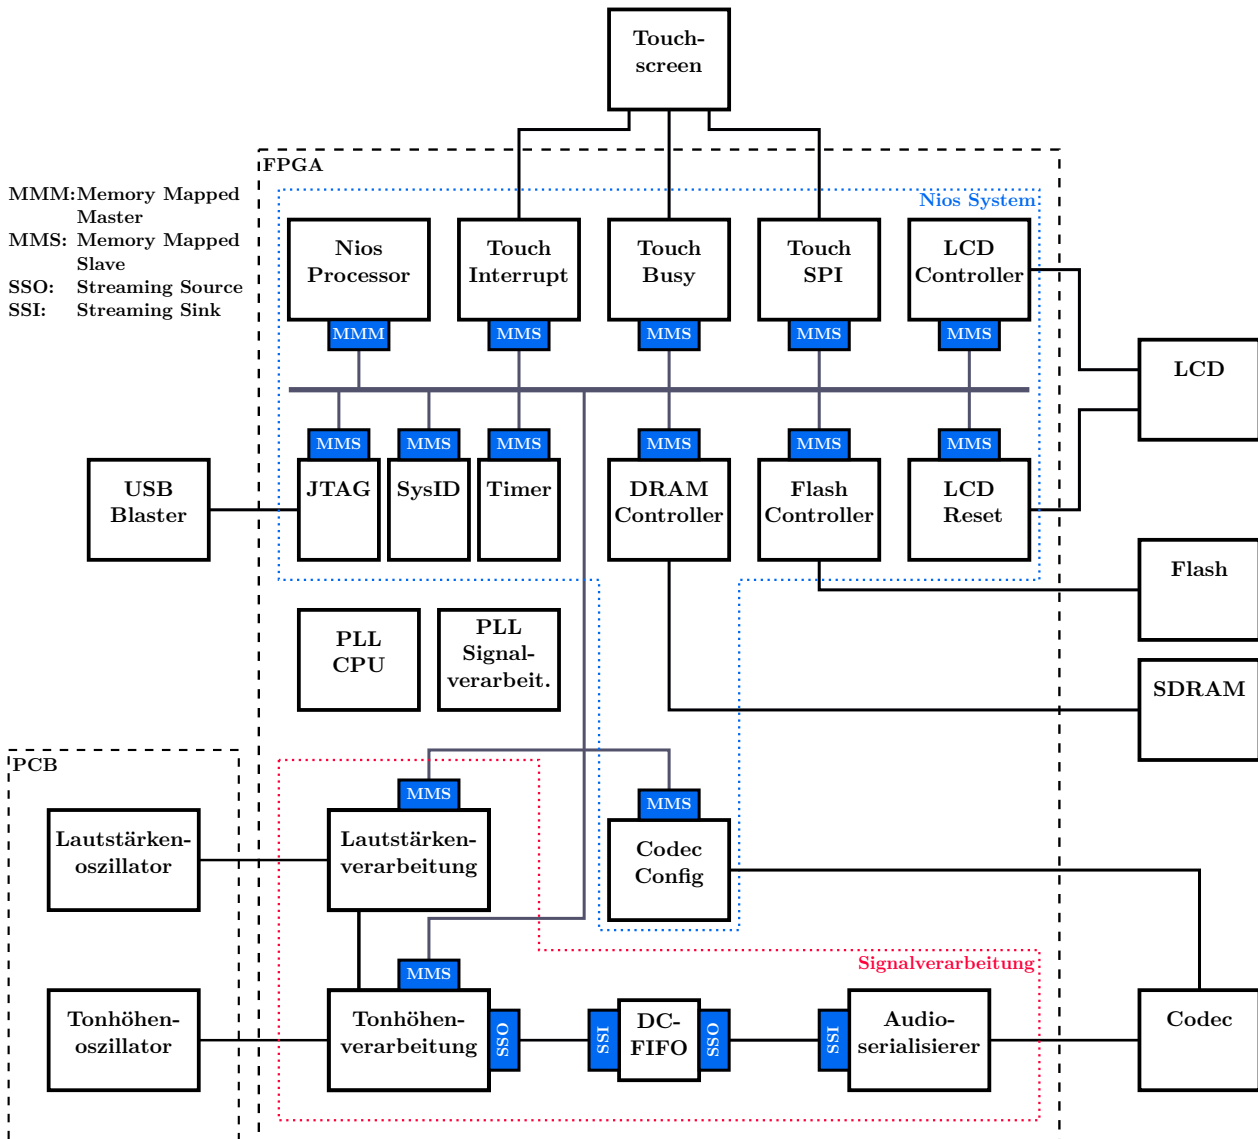 Touch-
screen
FPGA
MMM: Memory Mapped
Master
MMS: Memory Mapped
Slave
SSO: Streaming Source
SSI: Streaming Sink
Nios System
Nios
Processor
Touch
Interrupt
Touch
Busy
Touch
SPI
LCD
Controller
MMM
MMS
MMS
MMS
MMS
LCD
MMS
MMS
MMS
MMS
MMS
MMS
USB
Blaster
JTAG
SysID
Timer
DRAM
Controller
Flash
Controller
LCD
Reset
Flash
PLL
CPU
PLL
Signal-
verarbeit.
SDRAM
PCB
MMS
MMS
Lautstärken-
oszillator
Lautstärken-
verarbeitung
Codec
Config
Signalverarbeitung
MMS
Tonhöhen-
oszillator
Tonhöhen-
verarbeitung
SSO
SSI
DC-
FIFO
SSO
SSI
Audio-
serialisierer
Codec